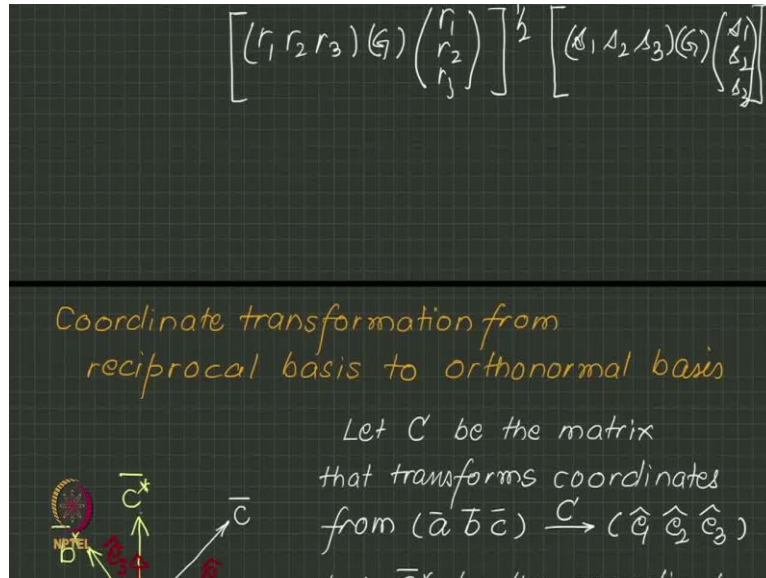 [(r₁ r₂ r₃)(G)(r₁ r₂ r₃)]^½ [(s₁ s₂ s₃)(G)(s₁ s₂ s₃)]
Coordinate transformation from
reciprocal basis to orthonormal basis
Let C be the matrix
that transforms coordinates
from (a̅ b̅ c̅) C→ (ê₁ ê₂ ê₃)
c̅*
c̅
b̅*
ê₃
NPTEL